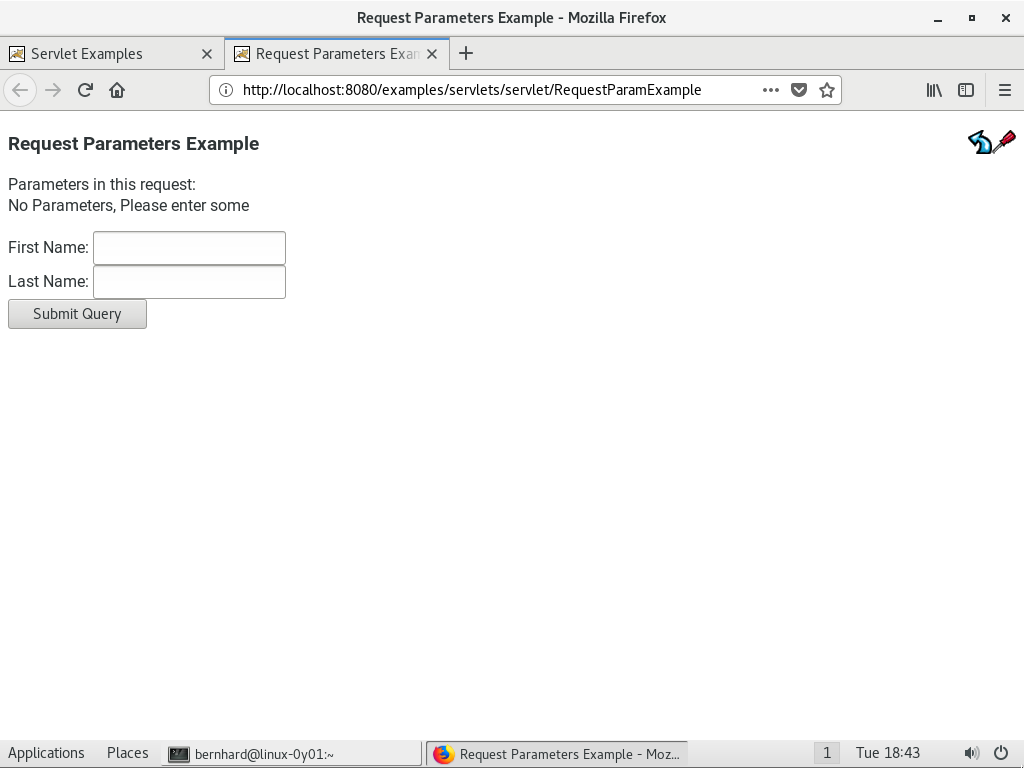 Request Parameters Example - Mozilla Firefox
Servlet Examples
Request Parameters Exam
http://localhost:8080/examples/servlets/servlet/RequestParamExample
Request Parameters Example
Parameters in this request:
No Parameters, Please enter some
First Name:
Last Name:
Submit Query
Applications Places bernhard@linux-0y01:~ Request Parameters Example - Moz... 1 Tue 18:43